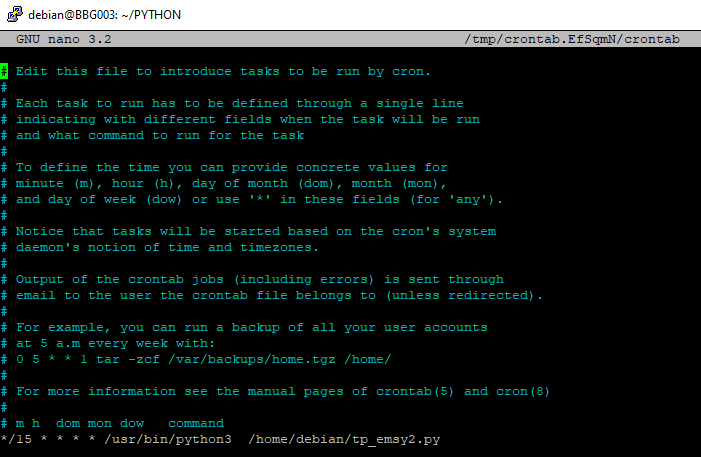 debian@BBG003: ~/PYTHON
GNU nano 3.2 /tmp/crontab.EfSqmN/crontab
# Edit this file to introduce tasks to be run by cron.
#
# Each task to run has to be defined through a single line
# indicating with different fields when the task will be run
# and what command to run for the task
#
# To define the time you can provide concrete values for
# minute (m), hour (h), day of month (dom), month (mon),
# and day of week (dow) or use '*' in these fields (for 'any').
#
# Notice that tasks will be started based on the cron's system
# daemon's notion of time and timezones.
#
# Output of the crontab jobs (including errors) is sent through
# email to the user the crontab file belongs to (unless redirected).
#
# For example, you can run a backup of all your user accounts
# at 5 a.m every week with:
# 0 5 * * 1 tar -zcf /var/backups/home.tgz /home/
#
# For more information see the manual pages of crontab(5) and cron(8)
#
# m h  dom mon dow   command
*/15 * * * * /usr/bin/python3  /home/debian/tp_emsy2.py